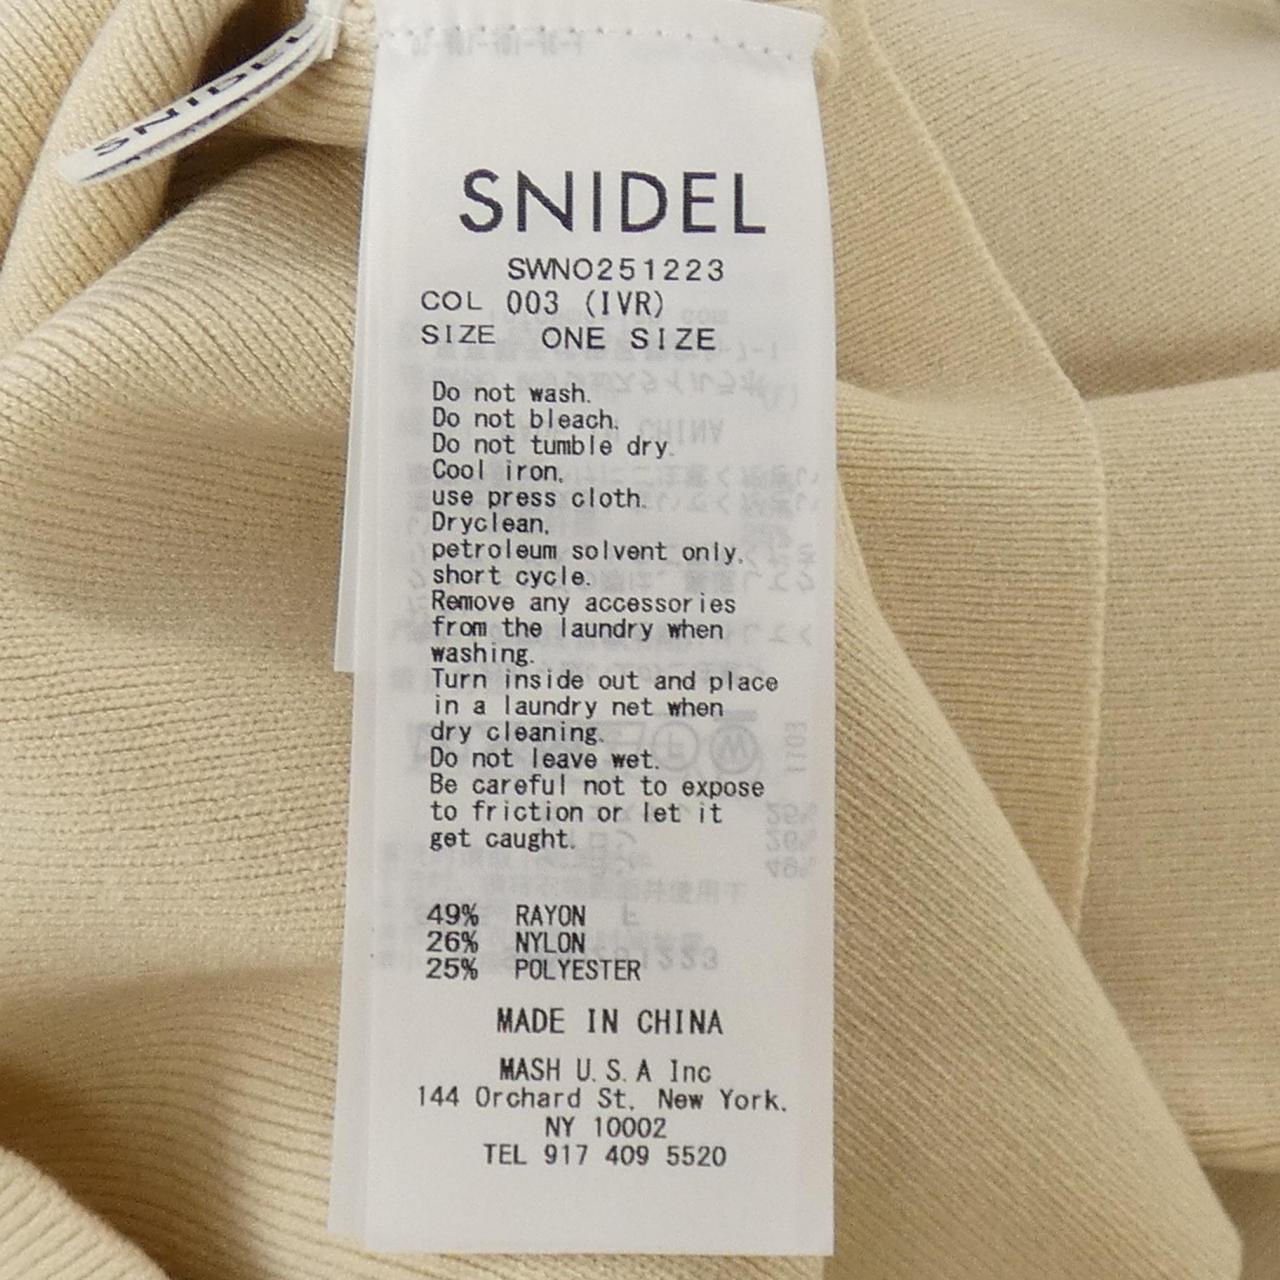 SNIDEL
SNIDEL
SWNO251223
COL 003 (IVR)
SIZE ONE SIZE
Do not wash.
Do not bleach.
Do not tumble dry.
Cool iron,
use press cloth.
Dryclean,
petroleum solvent only,
short cycle.
Remove any accessories
from the laundry when
washing.
Turn inside out and place
in a laundry net when
dry cleaning.
Do not leave wet.
Be careful not to expose
to friction or let it
get caught.
49% RAYON
26% NYLON
25% POLYESTER
MADE IN CHINA
MASH U.S.A Inc
144 Orchard St, New York,
NY 10002
TEL 917 409 5520